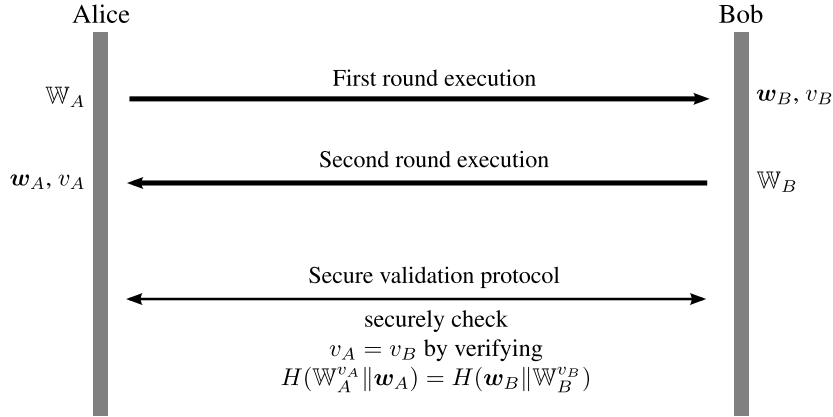 Alice Bob
First round execution
𝕎_A 𝒘_B, v_B
Second round execution
𝒘_A, v_A 𝕎_B
Secure validation protocol
securely check
v_A = v_B by verifying
H(𝕎_A^{v_A}‖𝒘_A) = H(𝒘_B‖𝕎_B^{v_B})